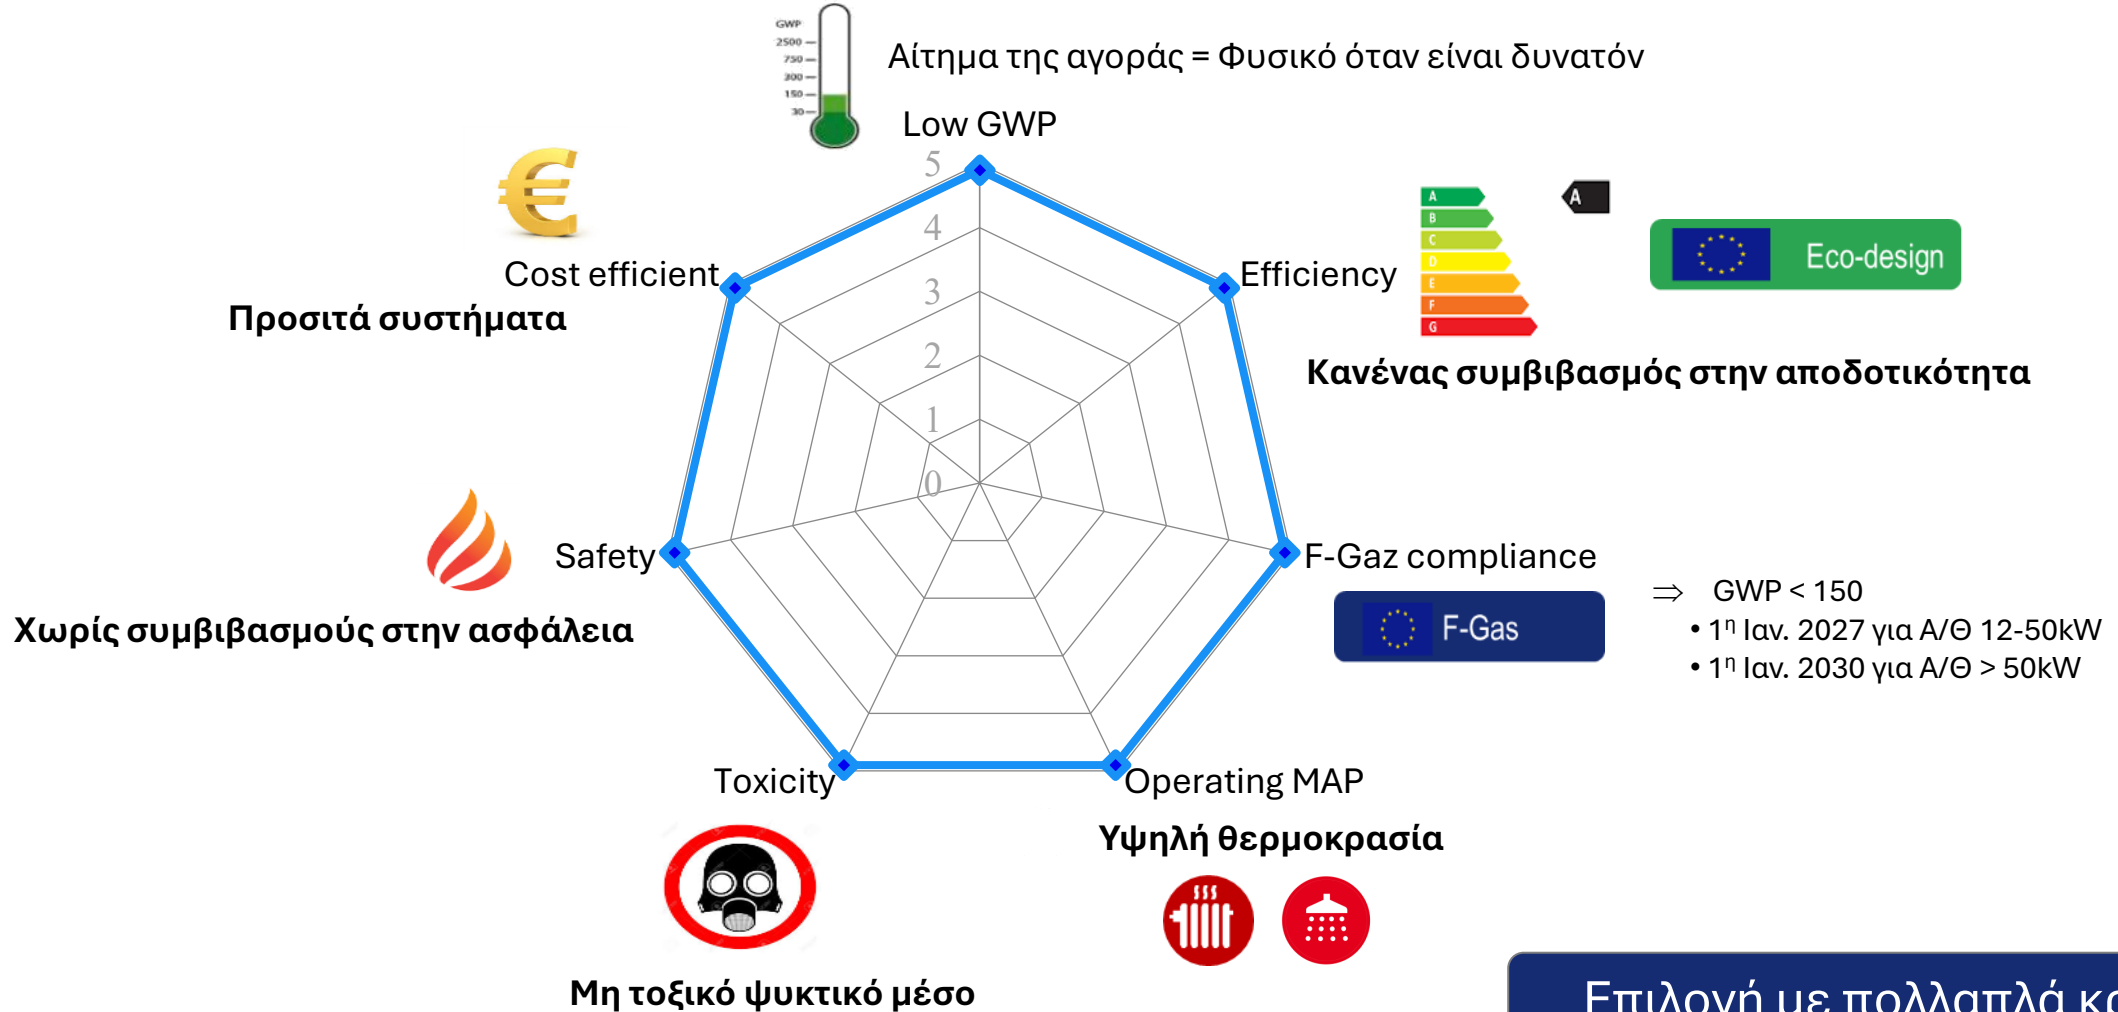 GWP
2500
750
300
150
30
Αίτημα της αγοράς = Φυσικό όταν είναι δυνατόν
Low GWP
5
4
3
2
1
0
Cost efficient
Προσιτά συστήματα
Efficiency
A
B
C
D
E
F
G
A
Eco-design
Κανένας συμβιβασμός στην αποδοτικότητα
Safety
Χωρίς συμβιβασμούς στην ασφάλεια
F-Gaz compliance
F-Gas
⇒ GWP < 150
• 1η Ιαν. 2027 για Α/Θ 12-50kW
• 1η Ιαν. 2030 για Α/Θ > 50kW
Toxicity
Operating MAP
Υψηλή θερμοκρασία
Μη τοξικό ψυκτικό μέσο
Επιλογή με πολλαπλά